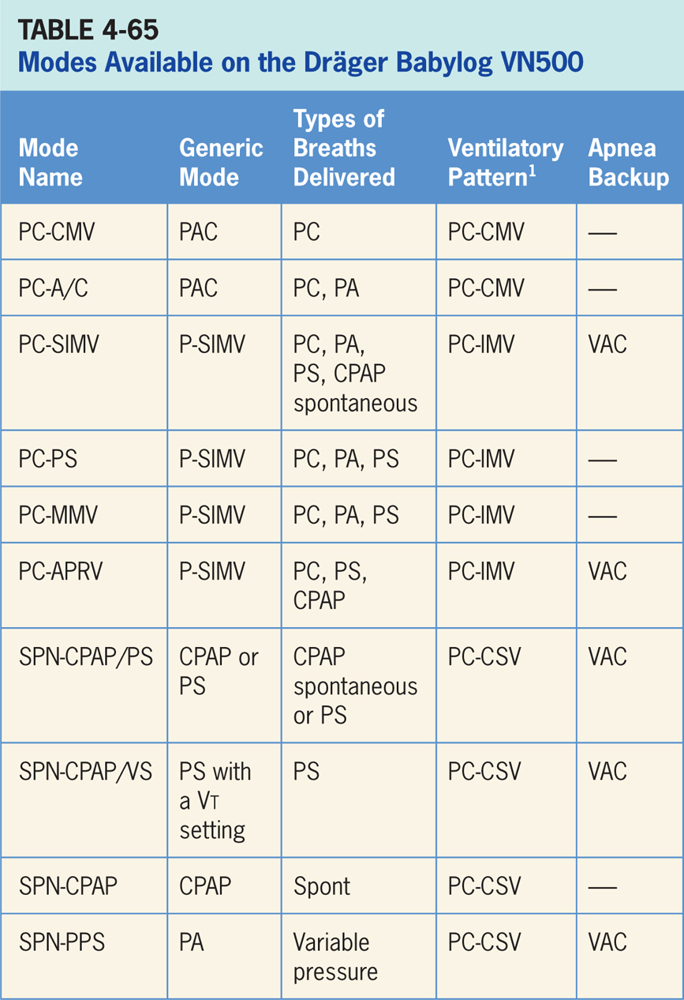 TABLE 4-65
Modes Available on the Dräger Babylog VN500
Mode Name | Generic Mode | Types of Breaths Delivered | Ventilatory Pattern1 | Apnea Backup
PC-CMV | PAC | PC | PC-CMV | —
PC-A/C | PAC | PC, PA | PC-CMV | —
PC-SIMV | P-SIMV | PC, PA, PS, CPAP spontaneous | PC-IMV | VAC
PC-PS | P-SIMV | PC, PA, PS | PC-IMV | —
PC-MMV | P-SIMV | PC, PA, PS | PC-IMV | —
PC-APRV | P-SIMV | PC, PS, CPAP | PC-IMV | VAC
SPN-CPAP/PS | CPAP or PS | CPAP spontaneous or PS | PC-CSV | VAC
SPN-CPAP/VS | PS with a VT setting | PS | PC-CSV | VAC
SPN-CPAP | CPAP | Spont | PC-CSV | —
SPN-PPS | PA | Variable pressure | PC-CSV | VAC